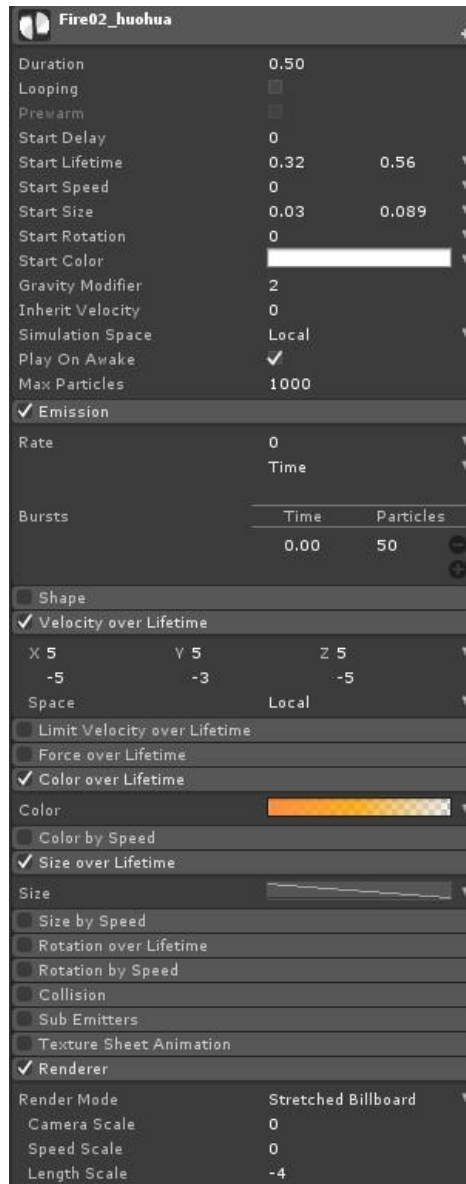 Fire02_huohua
Duration 0.50
Looping
Prewarm
Start Delay 0
Start Lifetime 0.32 0.56
Start Speed 0
Start Size 0.03 0.089
Start Rotation 0
Start Color
Gravity Modifier 2
Inherit Velocity 0
Simulation Space Local
Play On Awake
Max Particles 1000
Emission
Rate 0
Time
Bursts Time Particles
0.00 50
Shape
Velocity over Lifetime
X 5 Y 5 Z 5
-5 -3 -5
Space Local
Limit Velocity over Lifetime
Force over Lifetime
Color over Lifetime
Color
Color by Speed
Size over Lifetime
Size
Size by Speed
Rotation over Lifetime
Rotation by Speed
Collision
Sub Emitters
Texture Sheet Animation
Renderer
Render Mode Stretched Billboard
Camera Scale 0
Speed Scale 0
Length Scale -4